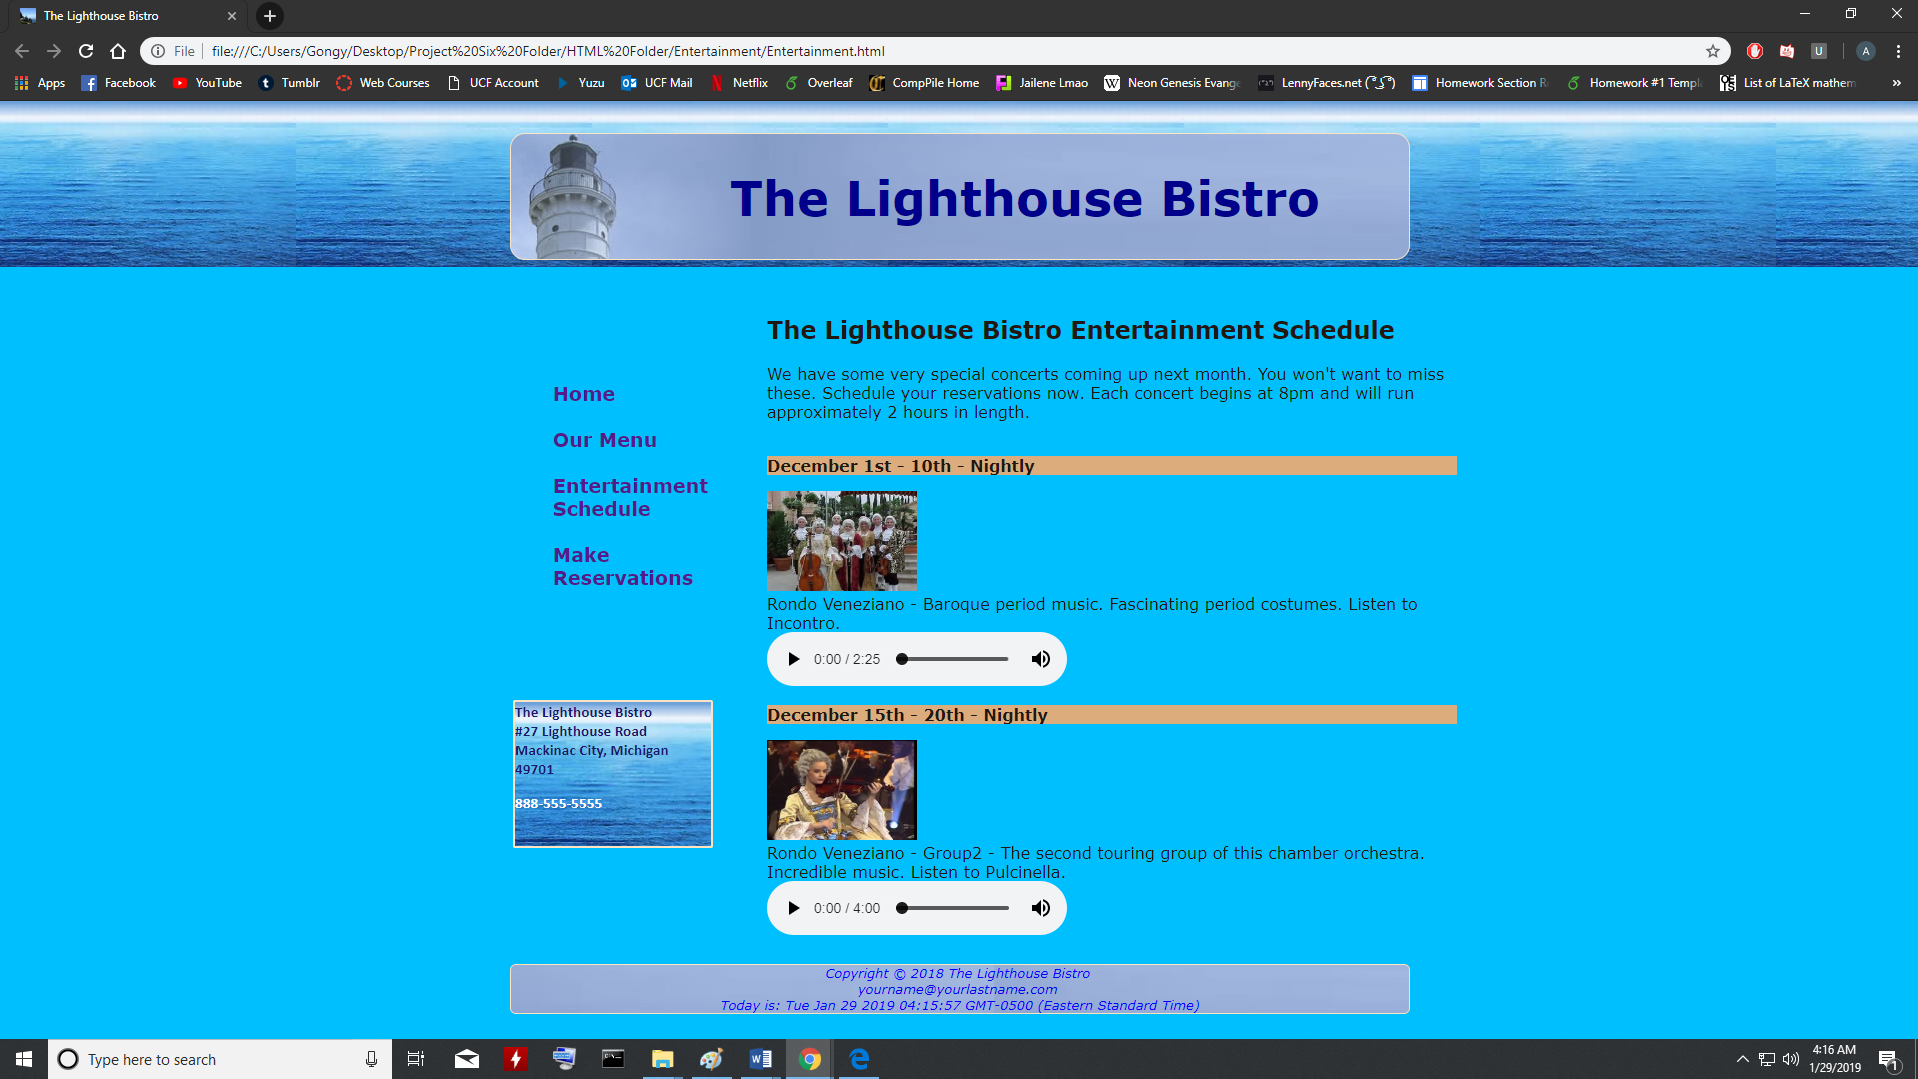 The Lighthouse Bistro
File
file:///C:/Users/Gongy/Desktop/Project%20Six%20Folder/HTML%20Folder/Entertainment/Entertainment.html
U
A
Apps
Facebook
YouTube
Tumblr
Web Courses
UCF Account
Yuzu
UCF Mail
Netflix
Overleaf
CompPile Home
Jailene Lmao
Neon Genesis Evange
LennyFaces.net ( ͡° ͜ʖ ͡°)
Homework Section R
Homework #1 Templ
List of LaTeX mathem
»
The Lighthouse Bistro
Home
Our Menu
Entertainment
Schedule
Make
Reservations
The Lighthouse Bistro
#27 Lighthouse Road
Mackinac City, Michigan
49701
888-555-5555
The Lighthouse Bistro Entertainment Schedule
We have some very special concerts coming up next month. You won't want to miss
these. Schedule your reservations now. Each concert begins at 8pm and will run
approximately 2 hours in length.
December 1st - 10th - Nightly
Rondo Veneziano - Baroque period music. Fascinating period costumes. Listen to
Incontro.
0:00 / 2:25
December 15th - 20th - Nightly
Rondo Veneziano - Group2 - The second touring group of this chamber orchestra.
Incredible music. Listen to Pulcinella.
0:00 / 4:00
Copyright © 2018 The Lighthouse Bistro
yourname@yourlastname.com
Today is: Tue Jan 29 2019 04:15:57 GMT-0500 (Eastern Standard Time)
Type here to search
4:16 AM
1/29/2019
1